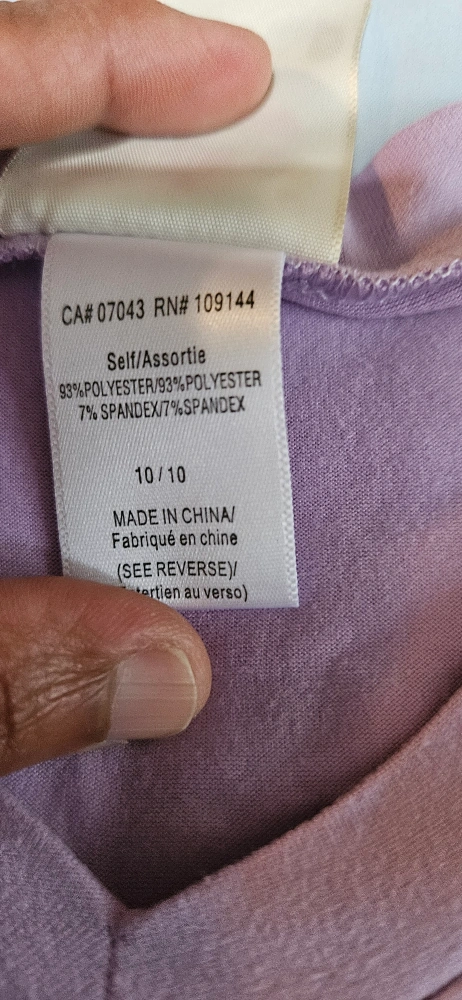 CA# 07043 RN# 109144
Self/Assortie
93%POLYESTER/93%POLYESTER
7% SPANDEX/7%SPANDEX
10 / 10
MADE IN CHINA/
Fabriqué en chine
(SEE REVERSE)/
au verso)